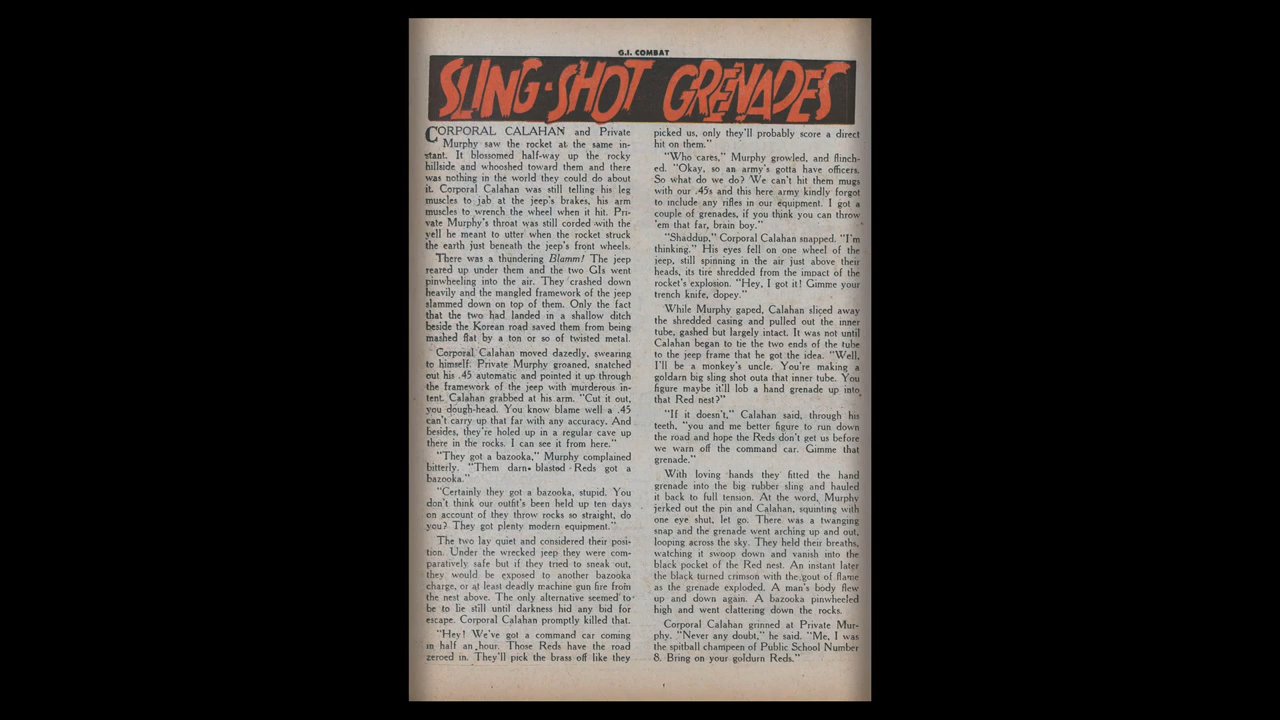 G.I. COMBAT
SLING-SHOT GRENADES
CORPORAL CALAHAN and Private
Murphy saw the rocket at the same in-
stant. It blossomed half-way up the rocky
hillside and whooshed toward them and there
was nothing in the world they could do about
it. Corporal Calahan was still telling his leg
muscles to jab at the jeep's brakes, his arm
muscles to wrench the wheel when it hit. Pri-
vate Murphy's throat was still corded with the
yell he meant to utter when the rocket struck
the earth just beneath the jeep's front wheels.
There was a thundering Blamm! The jeep
reared up under them and the two GIs went
pinwheeling into the air. They crashed down
heavily and the mangled framework of the jeep
slammed down on top of them. Only the fact
that the two had landed in a shallow ditch
beside the Korean road saved them from being
mashed flat by a ton or so of twisted metal.
Corporal Calahan moved dazedly, swearing
to himself. Private Murphy groaned, snatched
out his .45 automatic and pointed it up through
the framework of the jeep with murderous in-
tent. Calahan grabbed at his arm. "Cut it out,
you dough-head. You know blame well a .45
can't carry up that far with any accuracy. And
besides, they're holed up in a regular cave up
there in the rocks. I can see it from here."
"They got a bazooka," Murphy complained
bitterly. "Them darn blasted Reds got a
bazooka."
"Certainly they got a bazooka, stupid. You
don't think our outfit's been held up ten days
on account of they throw rocks so straight, do
you? They got plenty modern equipment."
The two lay quiet and considered their posi-
tion. Under the wrecked jeep they were com-
paratively safe but if they tried to sneak out,
they would be exposed to another bazooka
charge, or at least deadly machine gun fire from
the nest above. The only alternative seemed to
be to lie still until darkness hid any bid for
escape. Corporal Calahan promptly killed that.
"Hey! We've got a command car coming
in half an hour. Those Reds have the road
zeroed in. They'll pick the brass off like they
picked us, only they'll probably score a direct
hit on them."
"Who cares," Murphy growled, and flinch-
ed. "Okay, so an army's gotta have officers.
So what do we do? We can't hit them mugs
with our .45s and this here army kindly forgot
to include any rifles in our equipment. I got a
couple of grenades, if you think you can throw
'em that far, brain boy."
"Shaddup," Corporal Calahan snapped. "I'm
thinking." His eyes fell on one wheel of the
jeep, still spinning in the air just above their
heads, its tire shredded from the impact of the
rocket's explosion. "Hey, I got it! Gimme your
trench knife, dopey."
While Murphy gaped, Calahan sliced away
the shredded casing and pulled out the inner
tube, gashed but largely intact. It was not until
Calahan began to tie the two ends of the tube
to the jeep frame that he got the idea. "Well,
I'll be a monkey's uncle. You're making a
goldarn big sling shot outa that inner tube. You
figure maybe it'll lob a hand grenade up into
that Red nest?"
"If it doesn't," Calahan said, through his
teeth, "you and me better figure to run down
the road and hope the Reds don't get us before
we warn off the command car. Gimme that
grenade."
With loving hands they fitted the hand
grenade into the big rubber sling and hauled
it back to full tension. At the word, Murphy
jerked out the pin and Calahan, squinting with
one eye shut, let go. There was a twanging
snap and the grenade went arching up and out,
looping across the sky. They held their breaths,
watching it swoop down and vanish into the
black pocket of the Red nest. An instant later
the black turned crimson with the gout of flame
as the grenade exploded. A man's body flew
up and down again. A bazooka pinwheeled
high and went clattering down the rocks.
Corporal Calahan grinned at Private Mur-
phy. "Never any doubt," he said. "Me, I was
the spitball champeen of Public School Number
8. Bring on your goldurn Reds."